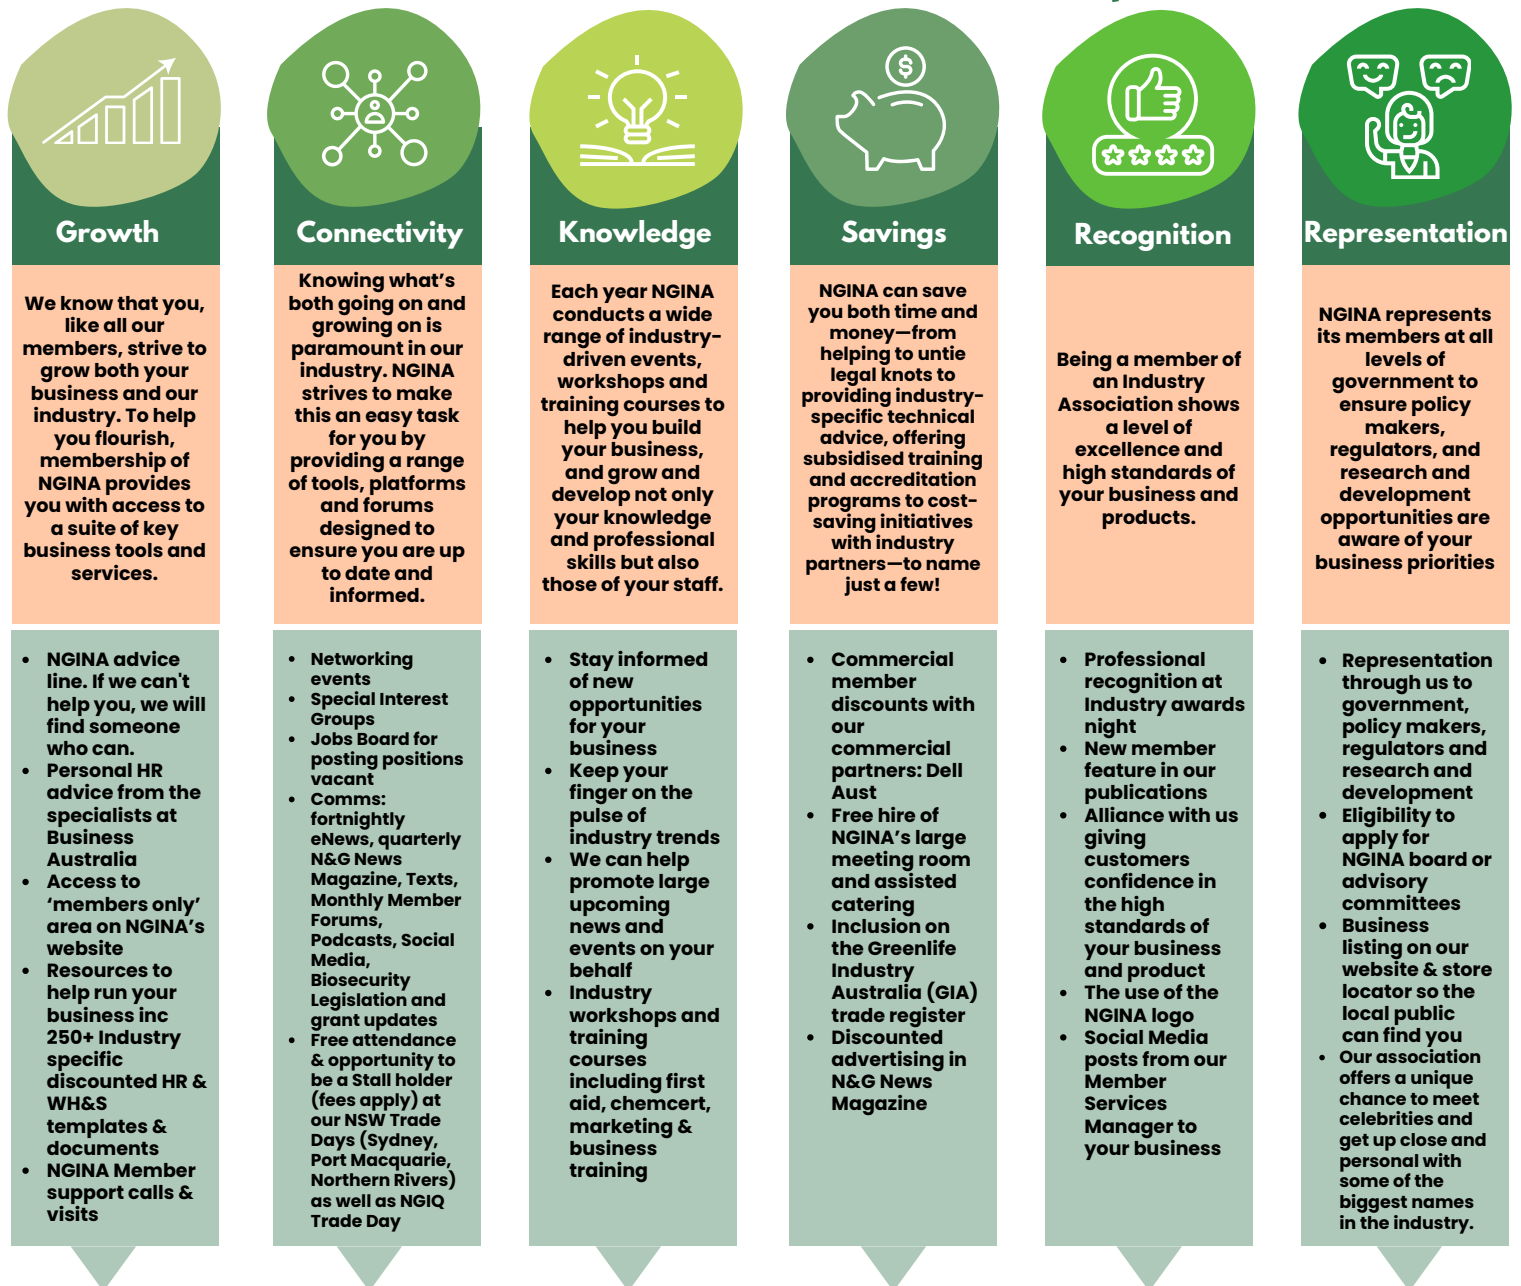 Growth
We know that you,
like all our
members, strive to
grow both your
business and our
industry. To help
you flourish,
membership of
NGINA provides
you with access to
a suite of key
business tools and
services.
• NGINA advice
line. If we can't
help you, we will
find someone
who can.
• Personal HR
advice from the
specialists at
Business
Australia
• Access to
‘members only’
area on NGINA’s
website
• Resources to
help run your
business inc
250+ Industry
specific
discounted HR &
WH&S
templates &
documents
• NGINA Member
support calls &
visits
Connectivity
Knowing what’s
both going on and
growing on is
paramount in our
industry. NGINA
strives to make
this an easy task
for you by
providing a range
of tools, platforms
and forums
designed to
ensure you are up
to date and
informed.
• Networking
events
• Special Interest
Groups
• Jobs Board for
posting positions
vacant
• Comms:
fortnightly
eNews, quarterly
N&G News
Magazine, Texts,
Monthly Member
Forums,
Podcasts, Social
Media,
Biosecurity
Legislation and
grant updates
• Free attendance
& opportunity to
be a Stall holder
(fees apply) at
our NSW Trade
Days (Sydney,
Port Macquarie,
Northern Rivers)
as well as NGIQ
Trade Day
Knowledge
Each year NGINA
conducts a wide
range of industry-
driven events,
workshops and
training courses to
help you build
your business,
and grow and
develop not only
your knowledge
and professional
skills but also
those of your staff.
• Stay informed
of new
opportunities
for your
business
• Keep your
finger on the
pulse of
industry trends
• We can help
promote large
upcoming
news and
events on your
behalf
• Industry
workshops and
training
courses
including first
aid, chemcert,
marketing &
business
training
$
Savings
NGINA can save
you both time and
money—from
helping to untie
legal knots to
providing industry-
specific technical
advice, offering
subsidised training
and accreditation
programs to cost-
saving initiatives
with industry
partners—to name
just a few!
• Commercial
member
discounts with
our
commercial
partners: Dell
Aust
• Free hire of
NGINA’s large
meeting room
and assisted
catering
• Inclusion on
the Greenlife
Industry
Australia (GIA)
trade register
• Discounted
advertising in
N&G News
Magazine
Recognition
Being a member of
an Industry
Association shows
a level of
excellence and
high standards of
your business and
products.
• Professional
recognition at
Industry awards
night
• New member
feature in our
publications
• Alliance with us
giving
customers
confidence in
the high
standards of
your business
and product
• The use of the
NGINA logo
• Social Media
posts from our
Member
Services
Manager to
your business
Representation
NGINA represents
its members at all
levels of
government to
ensure policy
makers,
regulators, and
research and
development
opportunities are
aware of your
business priorities
• Representation
through us to
government,
policy makers,
regulators and
research and
development
• Eligibility to
apply for
NGINA board or
advisory
committees
• Business
listing on our
website & store
locator so the
local public
can find you
• Our association
offers a unique
chance to meet
celebrities and
get up close and
personal with
some of the
biggest names
in the industry.